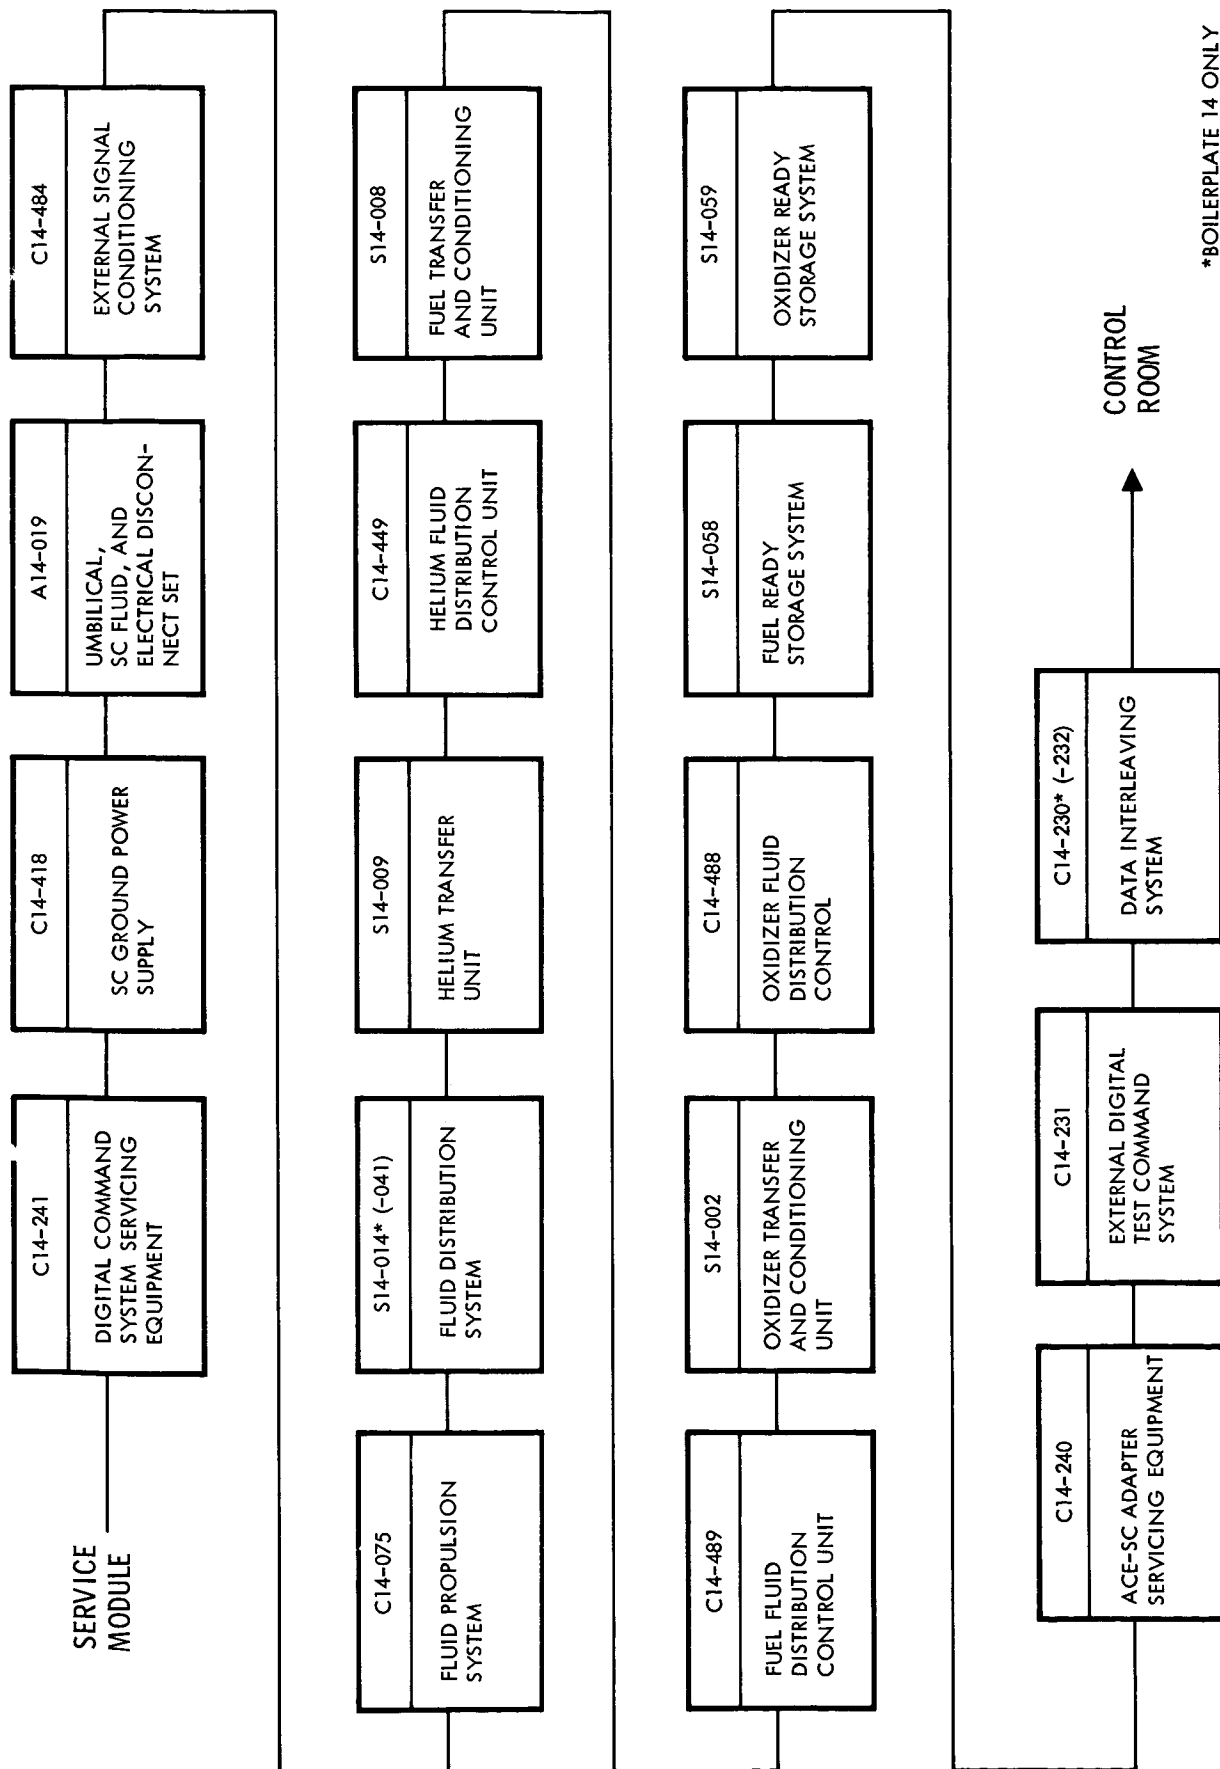 SERVICE
MODULE
C14-241
DIGITAL COMMAND
SYSTEM SERVICING
EQUIPMENT
C14-418
SC GROUND POWER
SUPPLY
A14-019
UMBILICAL,
SC FLUID, AND
ELECTRICAL DISCON-
NECT SET
C14-484
EXTERNAL SIGNAL
CONDITIONING
SYSTEM
C14-075
FLUID PROPULSION
SYSTEM
S14-014* (-041)
FLUID DISTRIBUTION
SYSTEM
S14-009
HELIUM TRANSFER
UNIT
C14-449
HELIUM FLUID
DISTRIBUTION
CONTROL UNIT
S14-008
FUEL TRANSFER
AND CONDITIONING
UNIT
C14-489
FUEL FLUID
DISTRIBUTION
CONTROL UNIT
S14-002
OXIDIZER TRANSFER
AND CONDITIONING
UNIT
C14-488
OXIDIZER FLUID
DISTRIBUTION
CONTROL
S14-058
FUEL READY
STORAGE SYSTEM
S14-059
OXIDIZER READY
STORAGE SYSTEM
C14-240
ACE-SC ADAPTER
SERVICING EQUIPMENT
C14-231
EXTERNAL DIGITAL
TEST COMMAND
SYSTEM
C14-230* (-232)
DATA INTERLEAVING
SYSTEM
CONTROL
ROOM
*BOILERPLATE 14 ONLY